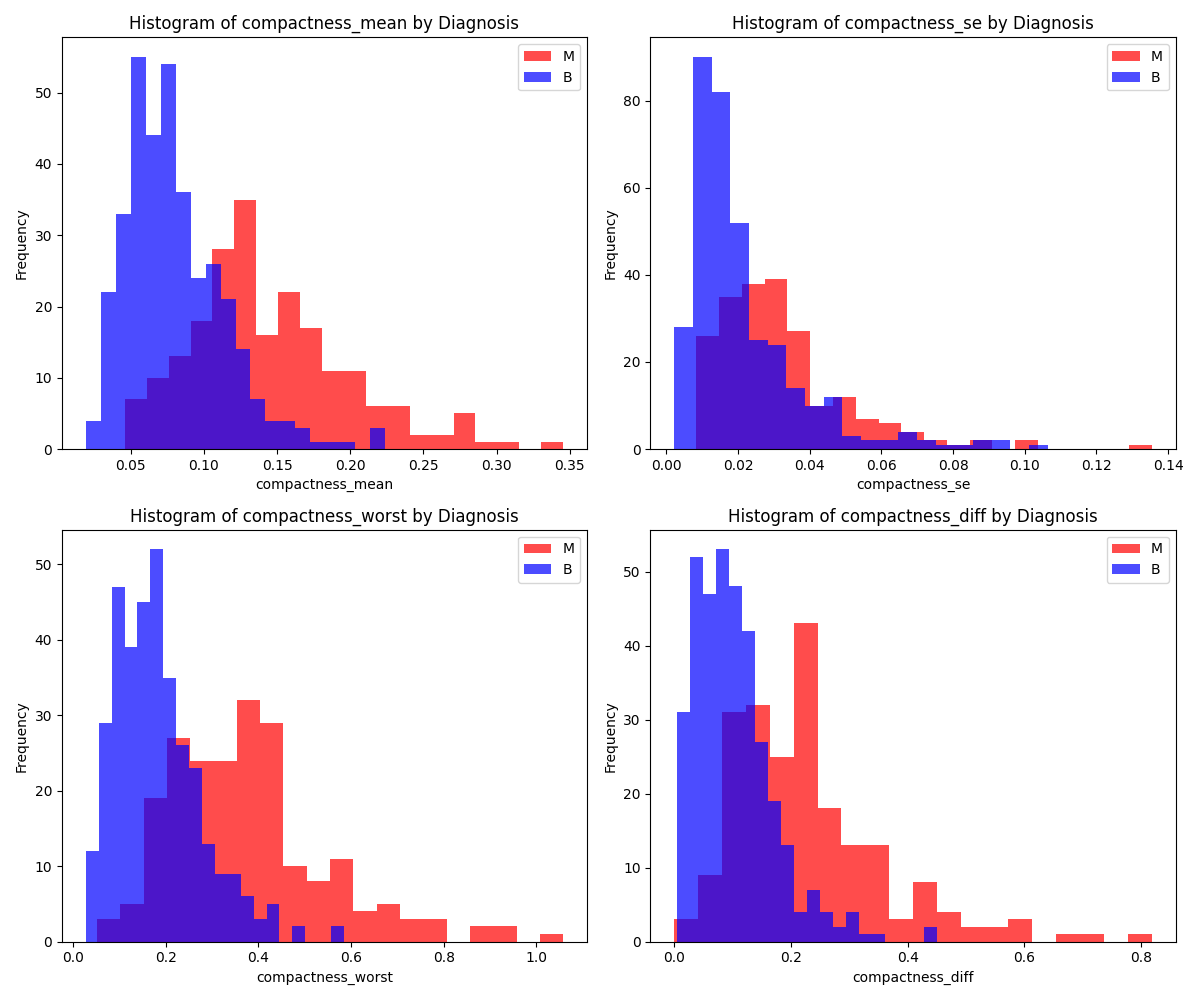 Histogram of compactness_mean by Diagnosis
Frequency
50
40
30
20
10
0
M
B
0.05 0.10 0.15 0.20 0.25 0.30 0.35
compactness_mean
Histogram of compactness_se by Diagnosis
Frequency
80
60
40
20
0
M
B
0.00 0.02 0.04 0.06 0.08 0.10 0.12 0.14
compactness_se
Histogram of compactness_worst by Diagnosis
Frequency
50
40
30
20
10
0
M
B
0.0 0.2 0.4 0.6 0.8 1.0
compactness_worst
Histogram of compactness_diff by Diagnosis
Frequency
50
40
30
20
10
0
M
B
0.0 0.2 0.4 0.6 0.8
compactness_diff